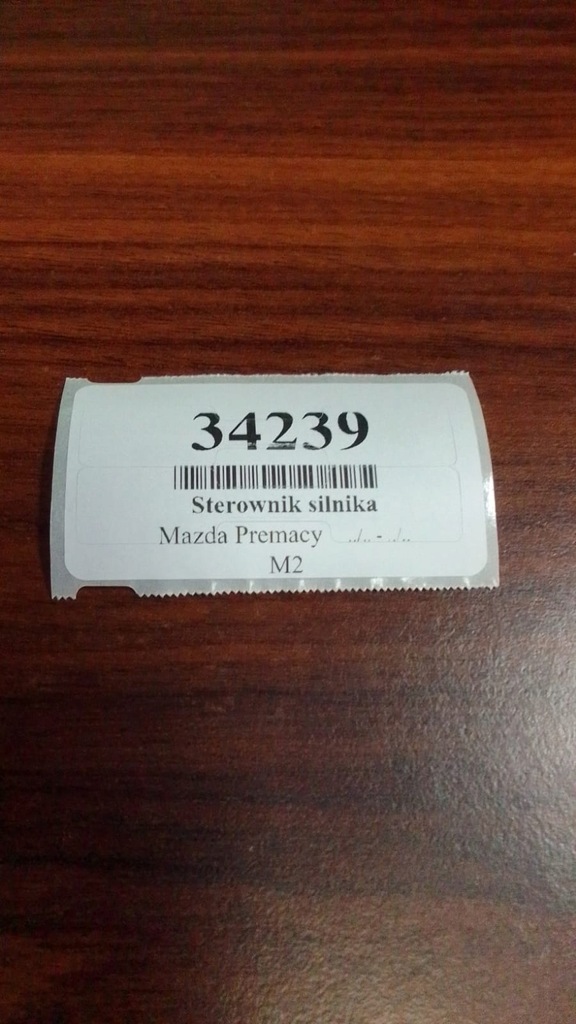 34239
Sterownik silnika
Mazda Premacy ../.. - ../..
M2